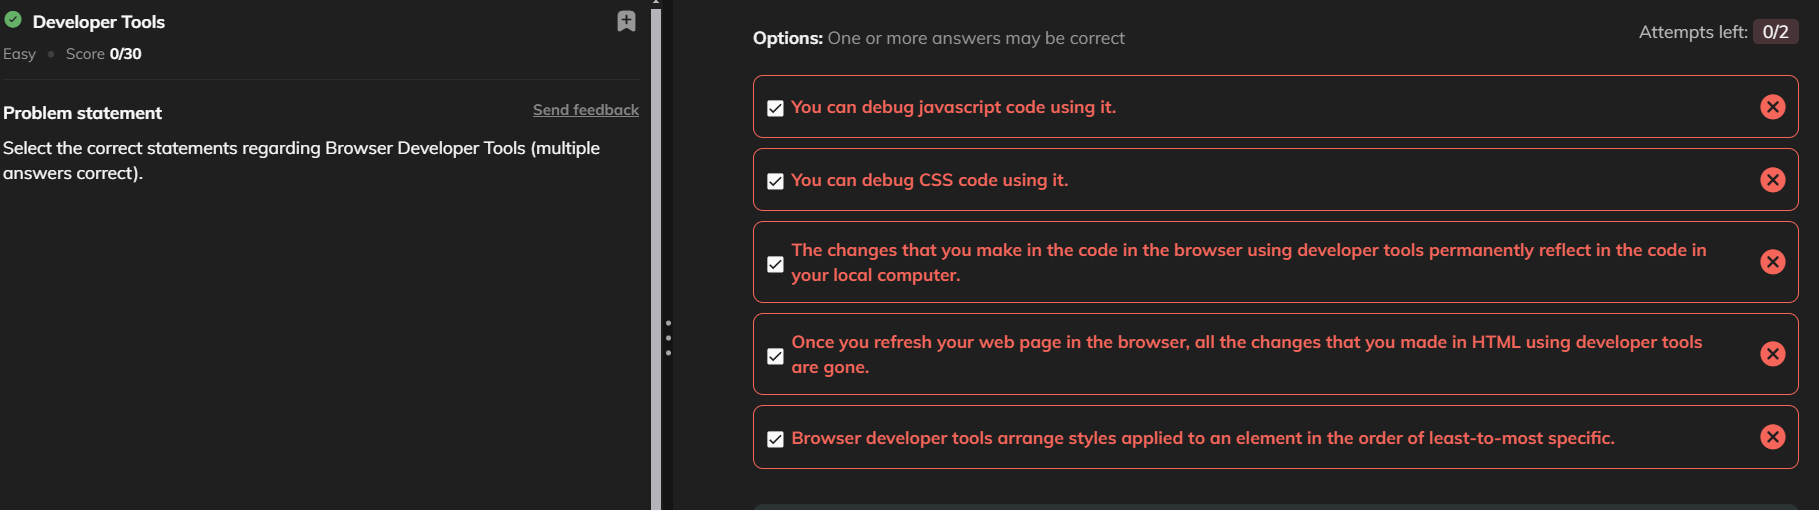 Developer Tools
Easy • Score 0/30
Problem statement
Send feedback
Select the correct statements regarding Browser Developer Tools (multiple
answers correct).
Options: One or more answers may be correct
Attempts left: 0/2
You can debug javascript code using it.
You can debug CSS code using it.
The changes that you make in the code in the browser using developer tools permanently reflect in the code in
your local computer.
Once you refresh your web page in the browser, all the changes that you made in HTML using developer tools
are gone.
Browser developer tools arrange styles applied to an element in the order of least-to-most specific.